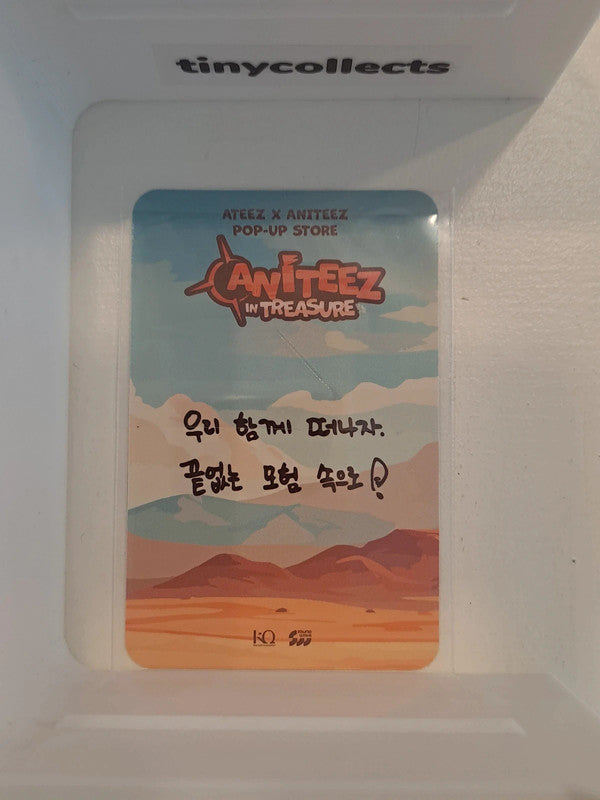 tinycollects
ATEEZ X ANITEEZ
POP-UP STORE
ANITEEZ
IN TREASURE
우리 함께 떠나자.
끝없는 모험 속으로
KQ